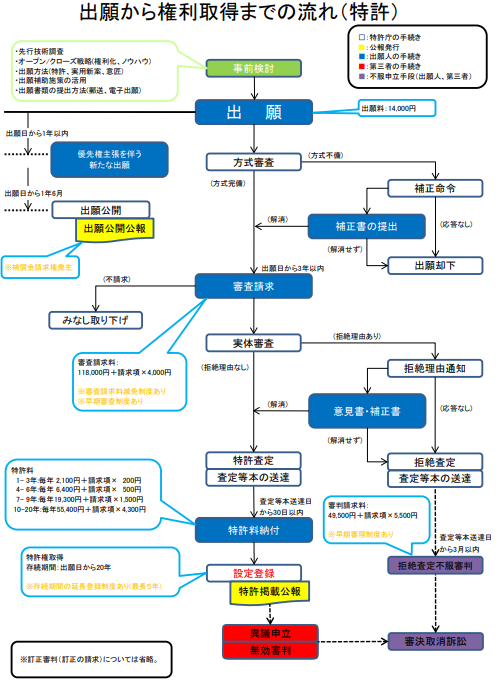 出願から権利取得までの流れ（特許）
・先行技術調査
・オープン/クローズ戦略(権利化、ノウハウ)
・出願方法(特許、実用新案、意匠)
・出願補助施策の活用
・出願書類の提出方法(郵送、電子出願)
事前検討
□：特許庁の手続き
■：公報発行
■：出願人の手続き
■：第三者の手続き
■：不服申立手段(出願人、第三者)
出　願
出願料：14,000円
出願日から1年以内
優先権主張を伴う
新たな出願
方式審査
(方式不備)
(方式完備)
補正命令
出願日から1年6月
出願公開
出願公開公報
(解消)
補正書の提出
(応答なし)
(解消せず)
※補償金請求権発生
出願却下
出願日から3年以内
審査請求
(不請求)
みなし取り下げ
実体審査
(拒絶理由あり)
審査請求料：
118,000円＋請求項×4,000円
※審査請求料減免制度あり
※早期審査制度あり
(拒絶理由なし)
拒絶理由通知
(解消)
意見書・補正書
(応答なし)
(解消せず)
特許査定
査定等本の送達
拒絶査定
査定等本の送達
特許料
1- 3年:毎年 2,100円＋請求項× 200円
4- 6年:毎年 6,400円＋請求項× 500円
7- 9年:毎年19,300円＋請求項×1,500円
10-20年:毎年55,400円＋請求項×4,300円
査定等本送達日
から30日以内
審判請求料：
49,500円＋請求項×5,500円
※早期審判制度あり
特許料納付
査定等本送達日
から3月以内
特許権取得
存続期間：出願日から20年
※存続期間の延長登録制度あり(最長5年)
設定登録
特許掲載公報
拒絶査定不服審判
異議申立
無効審判
審決取消訴訟
※訂正審判(訂正の請求)については省略。